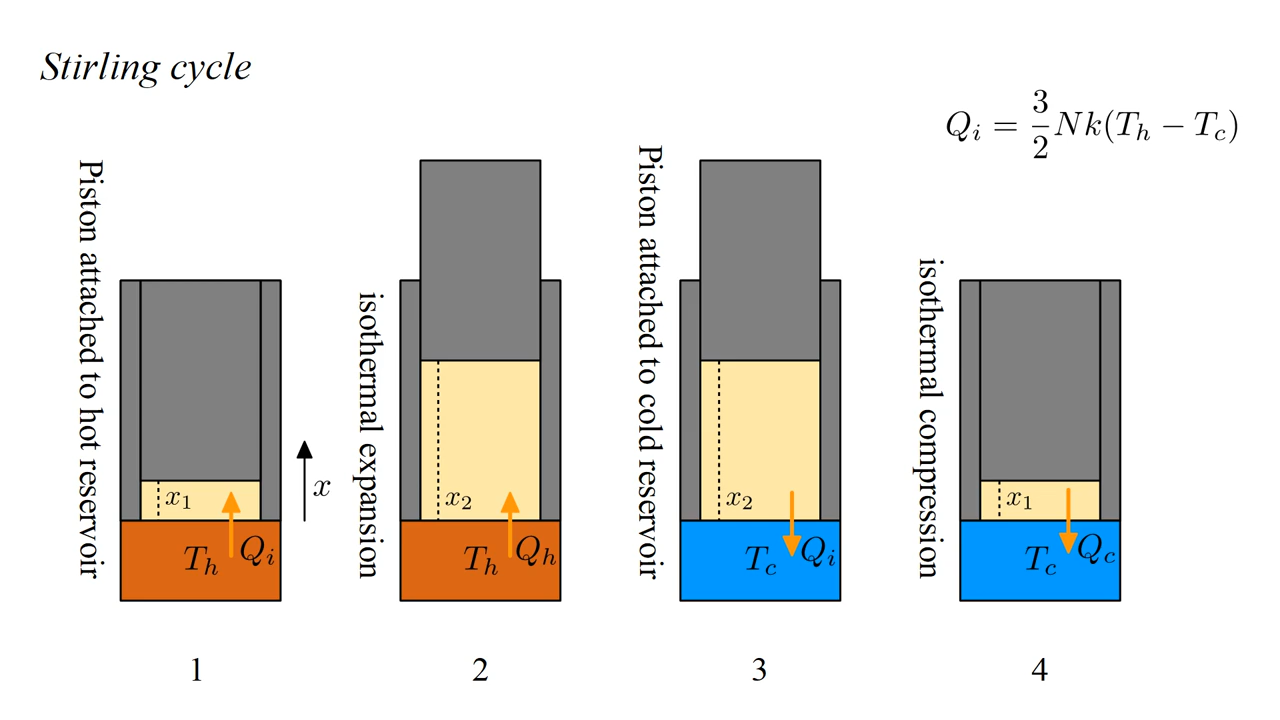 Stirling cycle
Q_i = \frac{3}{2}Nk(T_h − T_c)
Piston attached to hot reservoir
x_1
x
T_h
Q_i
1
isothermal expansion
x_2
T_h
Q_h
2
Piston attached to cold reservoir
x_2
T_c
Q_i
3
isothermal compression
x_1
T_c
Q_c
4